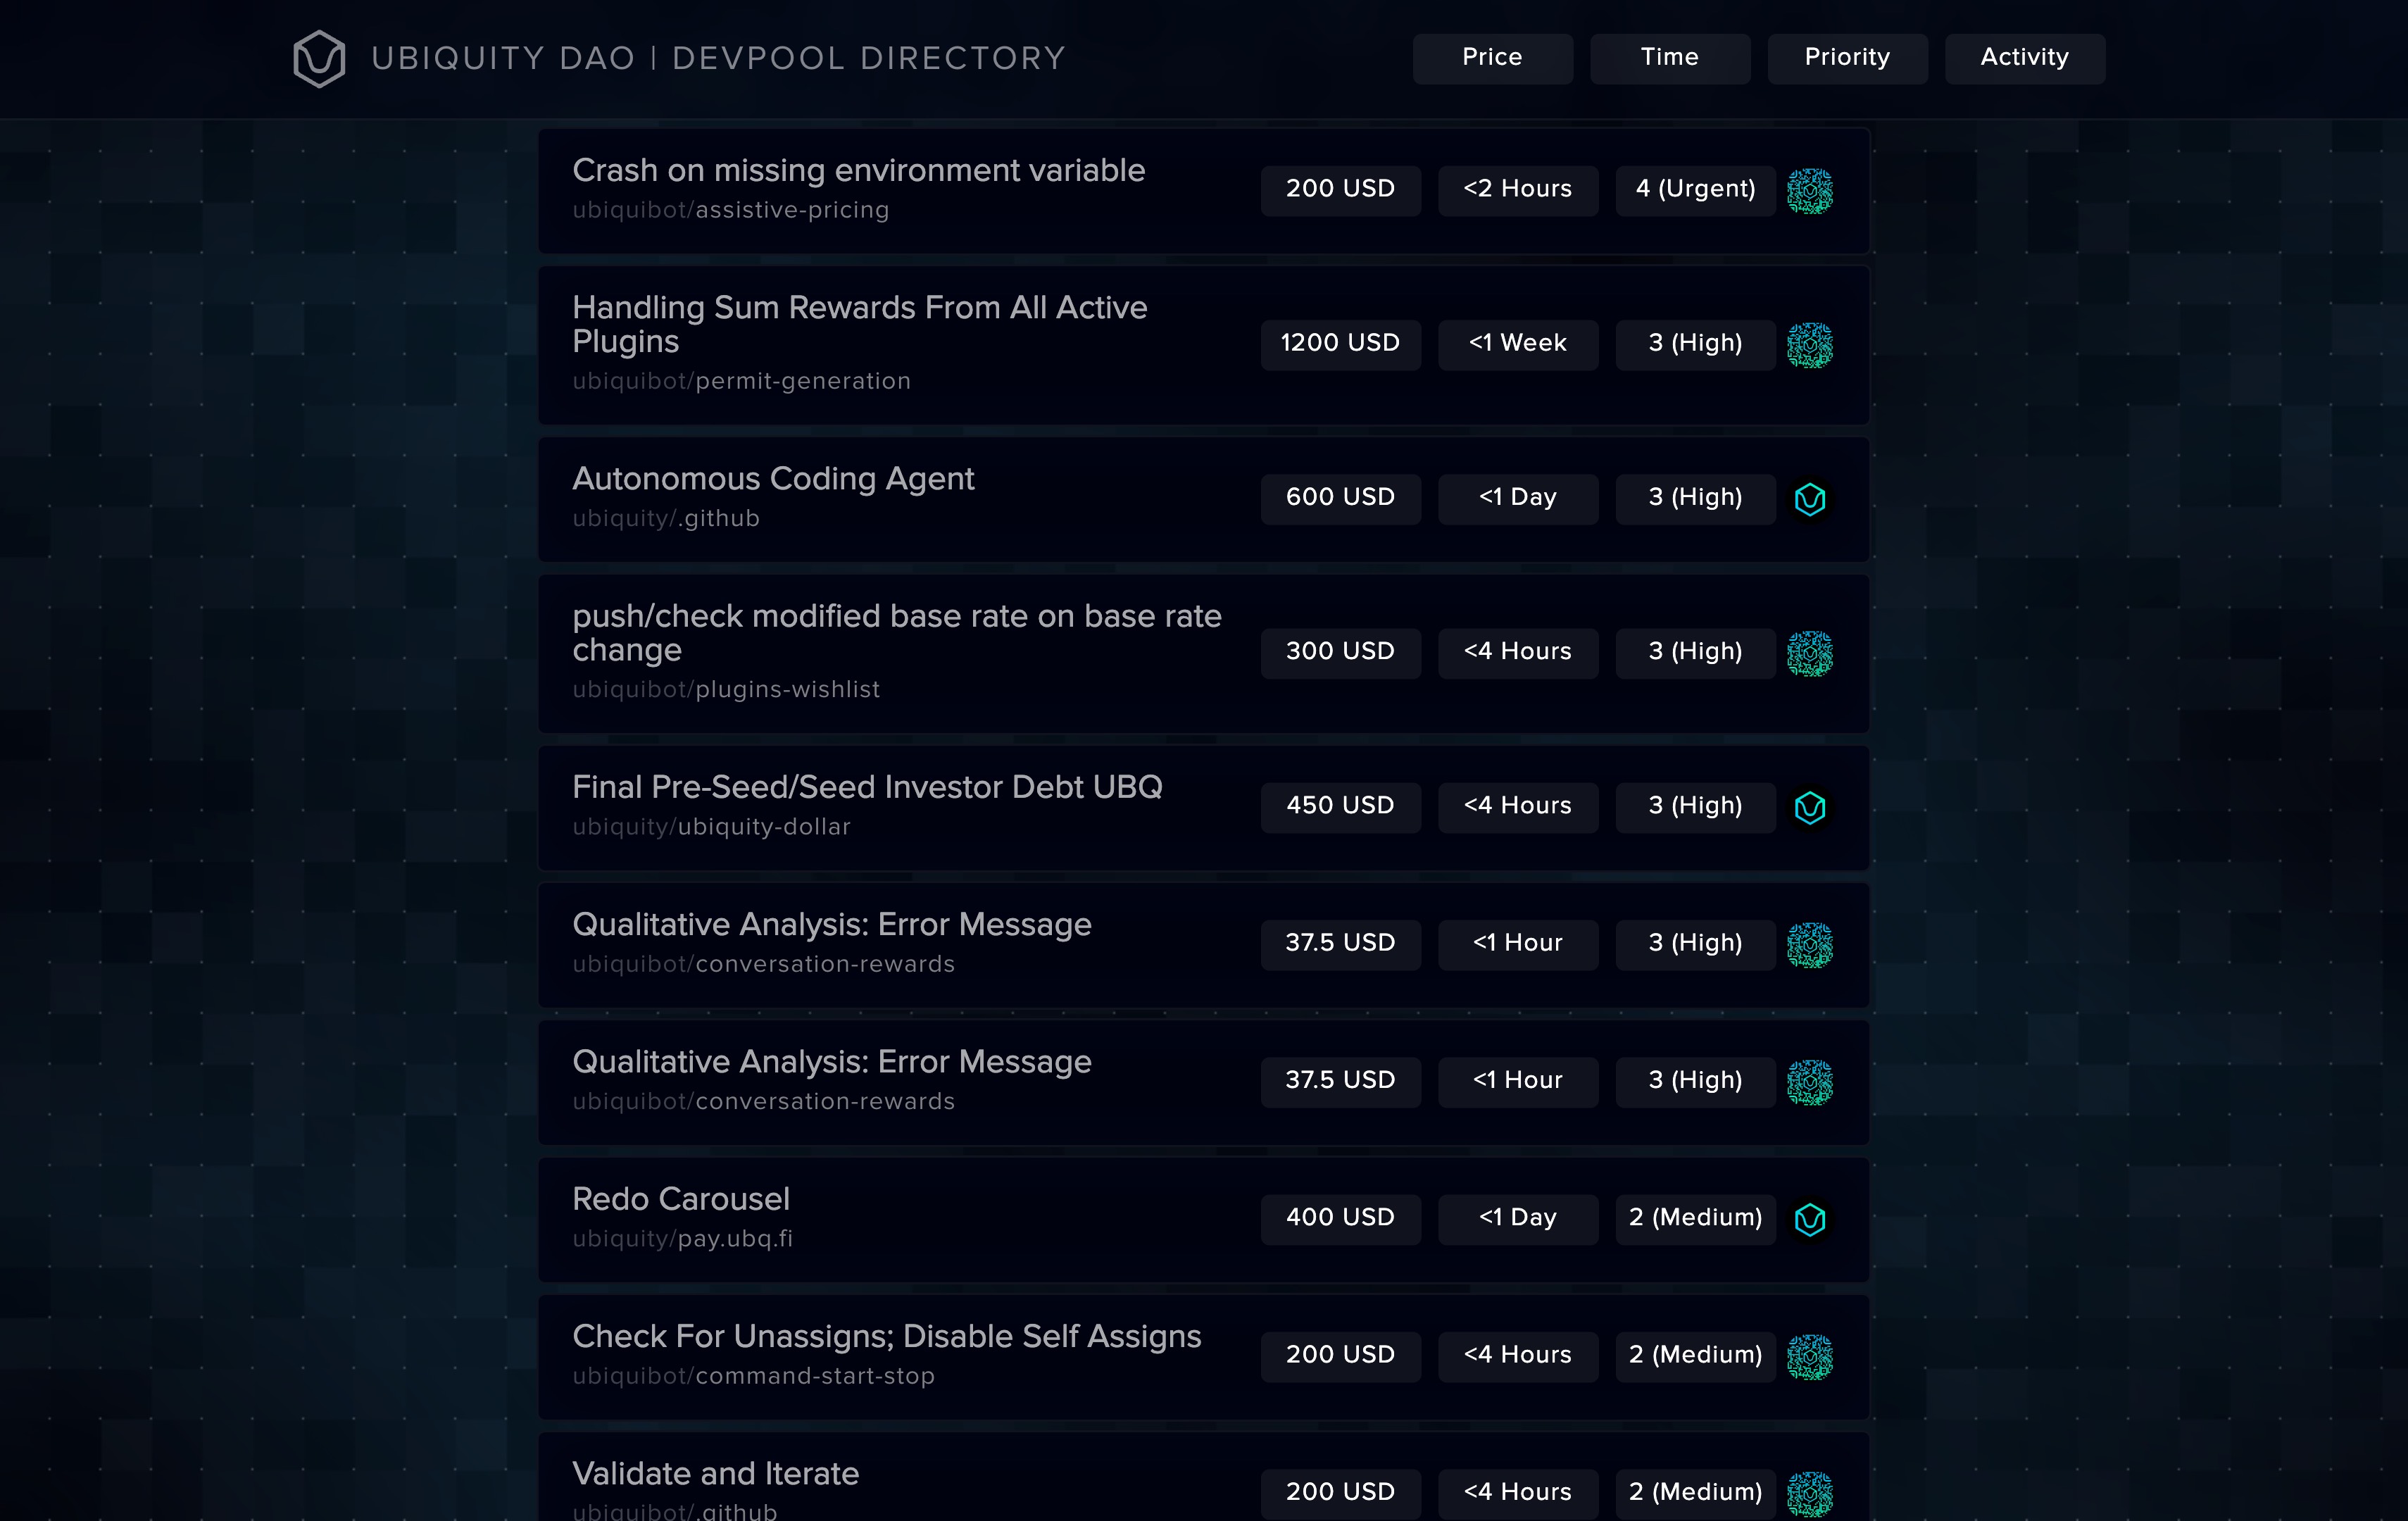 UBIQUITY DAO | DEVPOOL DIRECTORY
Price
Time
Priority
Activity
Crash on missing environment variable
ubiquibot/assistive-pricing
200 USD
<2 Hours
4 (Urgent)
Handling Sum Rewards From All Active
Plugins
ubiquibot/permit-generation
1200 USD
<1 Week
3 (High)
Autonomous Coding Agent
ubiquity/.github
600 USD
<1 Day
3 (High)
push/check modified base rate on base rate
change
ubiquibot/plugins-wishlist
300 USD
<4 Hours
3 (High)
Final Pre-Seed/Seed Investor Debt UBQ
ubiquity/ubiquity-dollar
450 USD
<4 Hours
3 (High)
Qualitative Analysis: Error Message
ubiquibot/conversation-rewards
37.5 USD
<1 Hour
3 (High)
Qualitative Analysis: Error Message
ubiquibot/conversation-rewards
37.5 USD
<1 Hour
3 (High)
Redo Carousel
ubiquity/pay.ubq.fi
400 USD
<1 Day
2 (Medium)
Check For Unassigns; Disable Self Assigns
ubiquibot/command-start-stop
200 USD
<4 Hours
2 (Medium)
Validate and Iterate
ubiquibot/.github
200 USD
<4 Hours
2 (Medium)